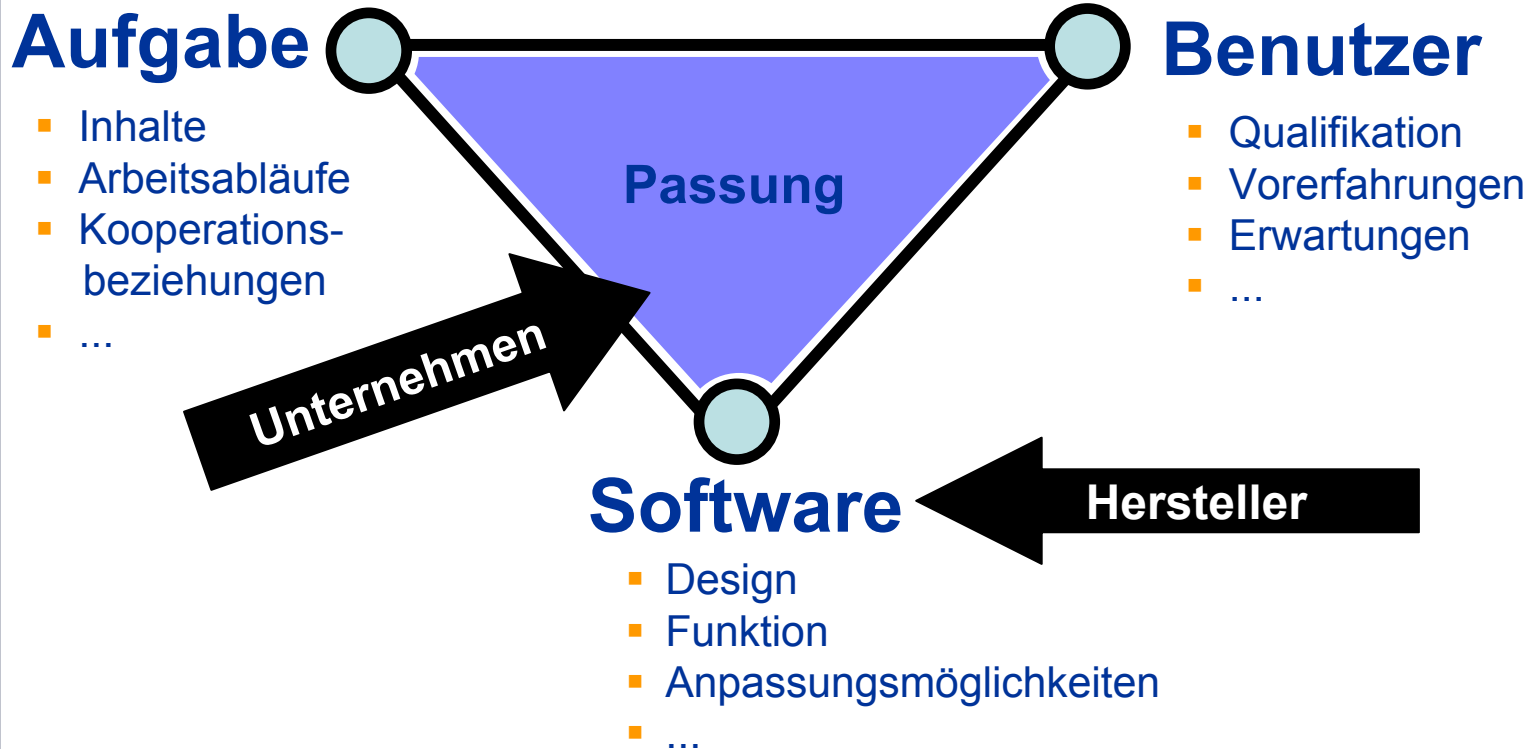 Aufgabe
Inhalte
Arbeitsabläufe
Kooperations-
beziehungen
...
Benutzer
Qualifikation
Vorerfahrungen
Erwartungen
...
Passung
Unternehmen
Software
Design
Funktion
Anpassungsmöglichkeiten
...
Hersteller